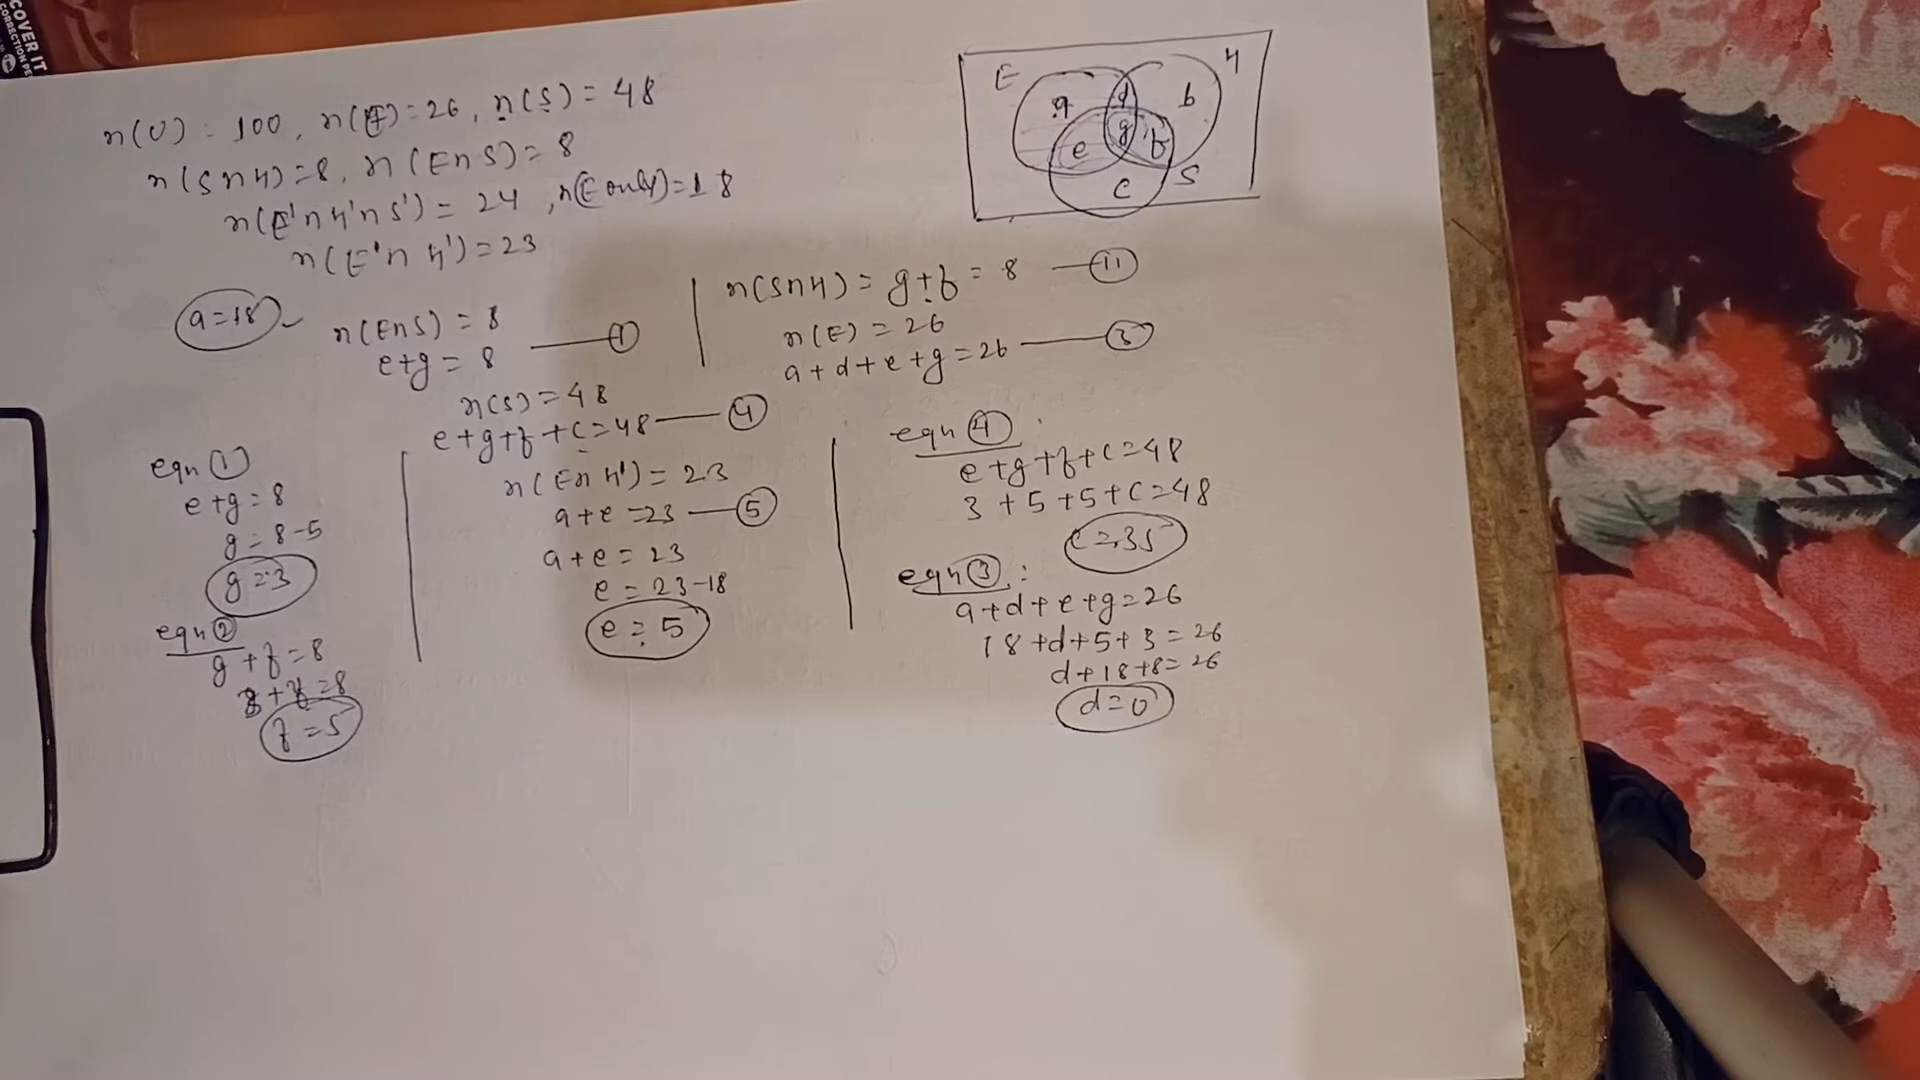 COVER IT
CORRECTION PE
n(U) = 100, n(E) = 26, n(S) = 48
n(S∩H) = 8, n(E∩S) = 8
n(E'∩H'∩S') = 24, n(E only) = 18
n(E'∩H') = 23
E a d b H
e g f
c S
a = 18
n(E∩S) = 8
e+g = 8 — ①
n(S∩H) = g+f = 8 — ⑪
n(E) = 26
a+d+e+g = 26 — ③
n(S) = 48
e+g+f+c = 48 — ④
n(E∩H') = 23
a+e = 23 — ⑤
a+e = 23
e = 23-18
e = 5
eqn ①
e+g = 8
g = 8-5
g = 3
eqn ②
g+f = 8
3+f = 8
f = 5
eqn ④
e+g+f+c = 48
3+5+5+c = 48
c = 35
eqn ③:
a+d+e+g = 26
18+d+5+3 = 26
d+18+8 = 26
d = 0